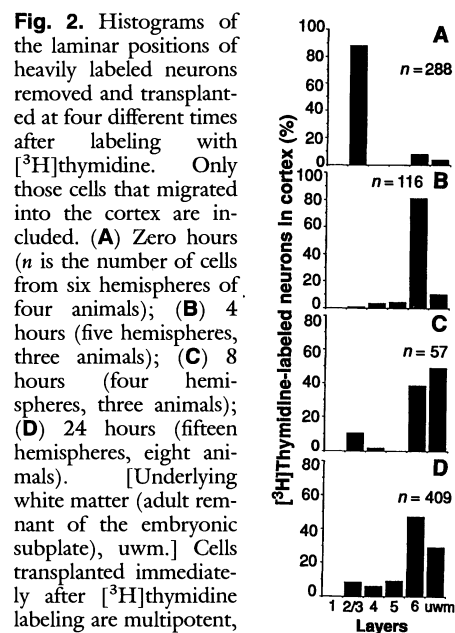 Fig. 2. Histograms of
the laminar positions of
heavily labeled neurons
removed and transplant-
ed at four different times
after labeling with
[³H]thymidine. Only
those cells that migrated
into the cortex are in-
cluded. (A) Zero hours
(n is the number of cells
from six hemispheres of
four animals); (B) 4
hours (five hemispheres,
three animals); (C) 8
hours (four hemi-
spheres, three animals);
(D) 24 hours (fifteen
hemispheres, eight ani-
mals). [Underlying
white matter (adult rem-
nant of the embryonic
subplate), uwm.] Cells
transplanted immediate-
ly after [³H]thymidine
labeling are multipotent,
[³H]Thymidine-labeled neurons in cortex (%)
100
80
60
40
20
0
A
n=288
100
80
60
40
20
0
n=116 B
80
60
40
20
0
C
n=57
80
60
40
20
0
D
n=409
1 2/3 4 5 6 uwm
Layers